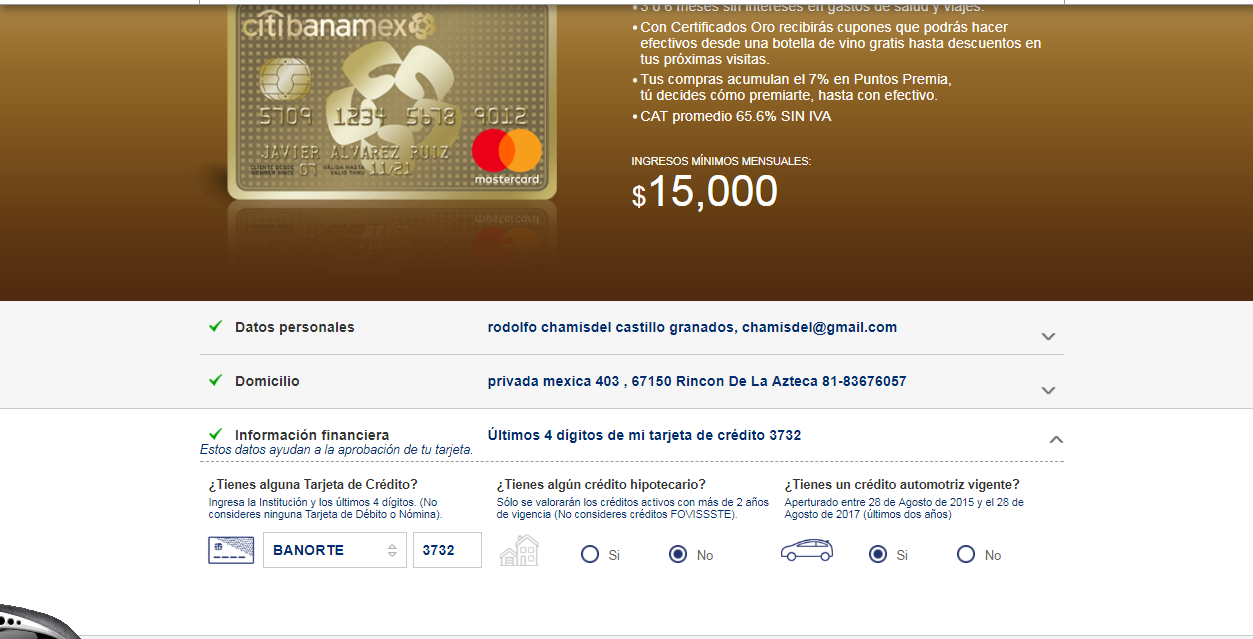 • 3 ó 6 meses sin intereses en gastos de salud y viajes.
• Con Certificados Oro recibirás cupones que podrás hacer
efectivos desde una botella de vino gratis hasta descuentos en
tus próximas visitas.
• Tus compras acumulan el 7% en Puntos Premia,
tú decides cómo premiarte, hasta con efectivo.
• CAT promedio 65.6% SIN IVA
INGRESOS MÍNIMOS MENSUALES:
$15,000
citibanamex
5709 1234 5678 9012
JAVIER ALVAREZ RUIZ
CLIENTE DESDE
MEMBER SINCE 07 VÁLIDA HASTA
VALID THRU 11/21
mastercard
Datos personales rodolfo chamisdel castillo granados, chamisdel@gmail.com
Domicilio privada mexica 403 , 67150 Rincon De La Azteca 81-83676057
Información financiera Últimos 4 dígitos de mi tarjeta de crédito 3732
Estos datos ayudan a la aprobación de tu tarjeta.
¿Tienes alguna Tarjeta de Crédito?
Ingresa la Institución y los últimos 4 dígitos. (No
consideres ninguna Tarjeta de Débito o Nómina).
BANORTE 3732
¿Tienes algún crédito hipotecario?
Sólo se valorarán los créditos activos con más de 2 años
de vigencia (No consideres créditos FOVISSSTE).
Si No
¿Tienes un crédito automotriz vigente?
Aperturado entre 28 de Agosto de 2015 y el 28 de
Agosto de 2017 (últimos dos años)
Si No